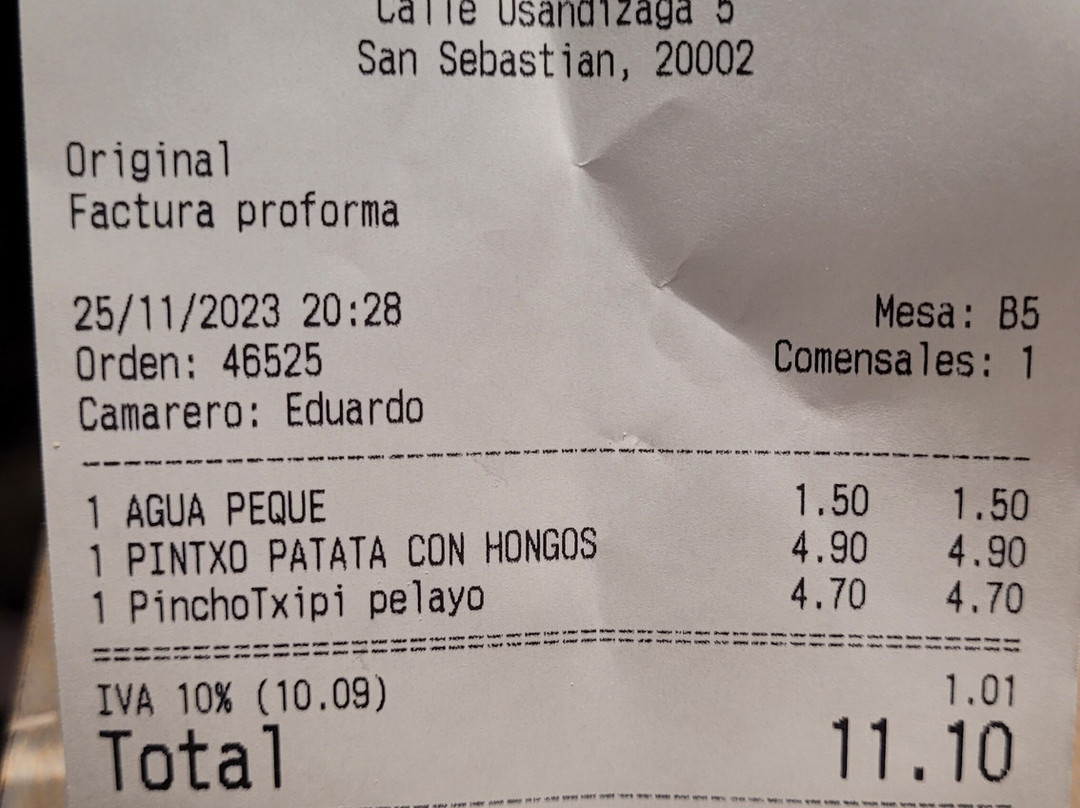 Calle Usandizaga 5
San Sebastian, 20002
Original
Factura proforma
25/11/2023 20:28 Mesa: B5
Orden: 46525 Comensales: 1
Camarero: Eduardo
1 AGUA PEQUE 1.50 1.50
1 PINTXO PATATA CON HONGOS 4.90 4.90
1 PinchoTxipi pelayo 4.70 4.70
IVA 10% (10.09) 1.01
Total 11.10